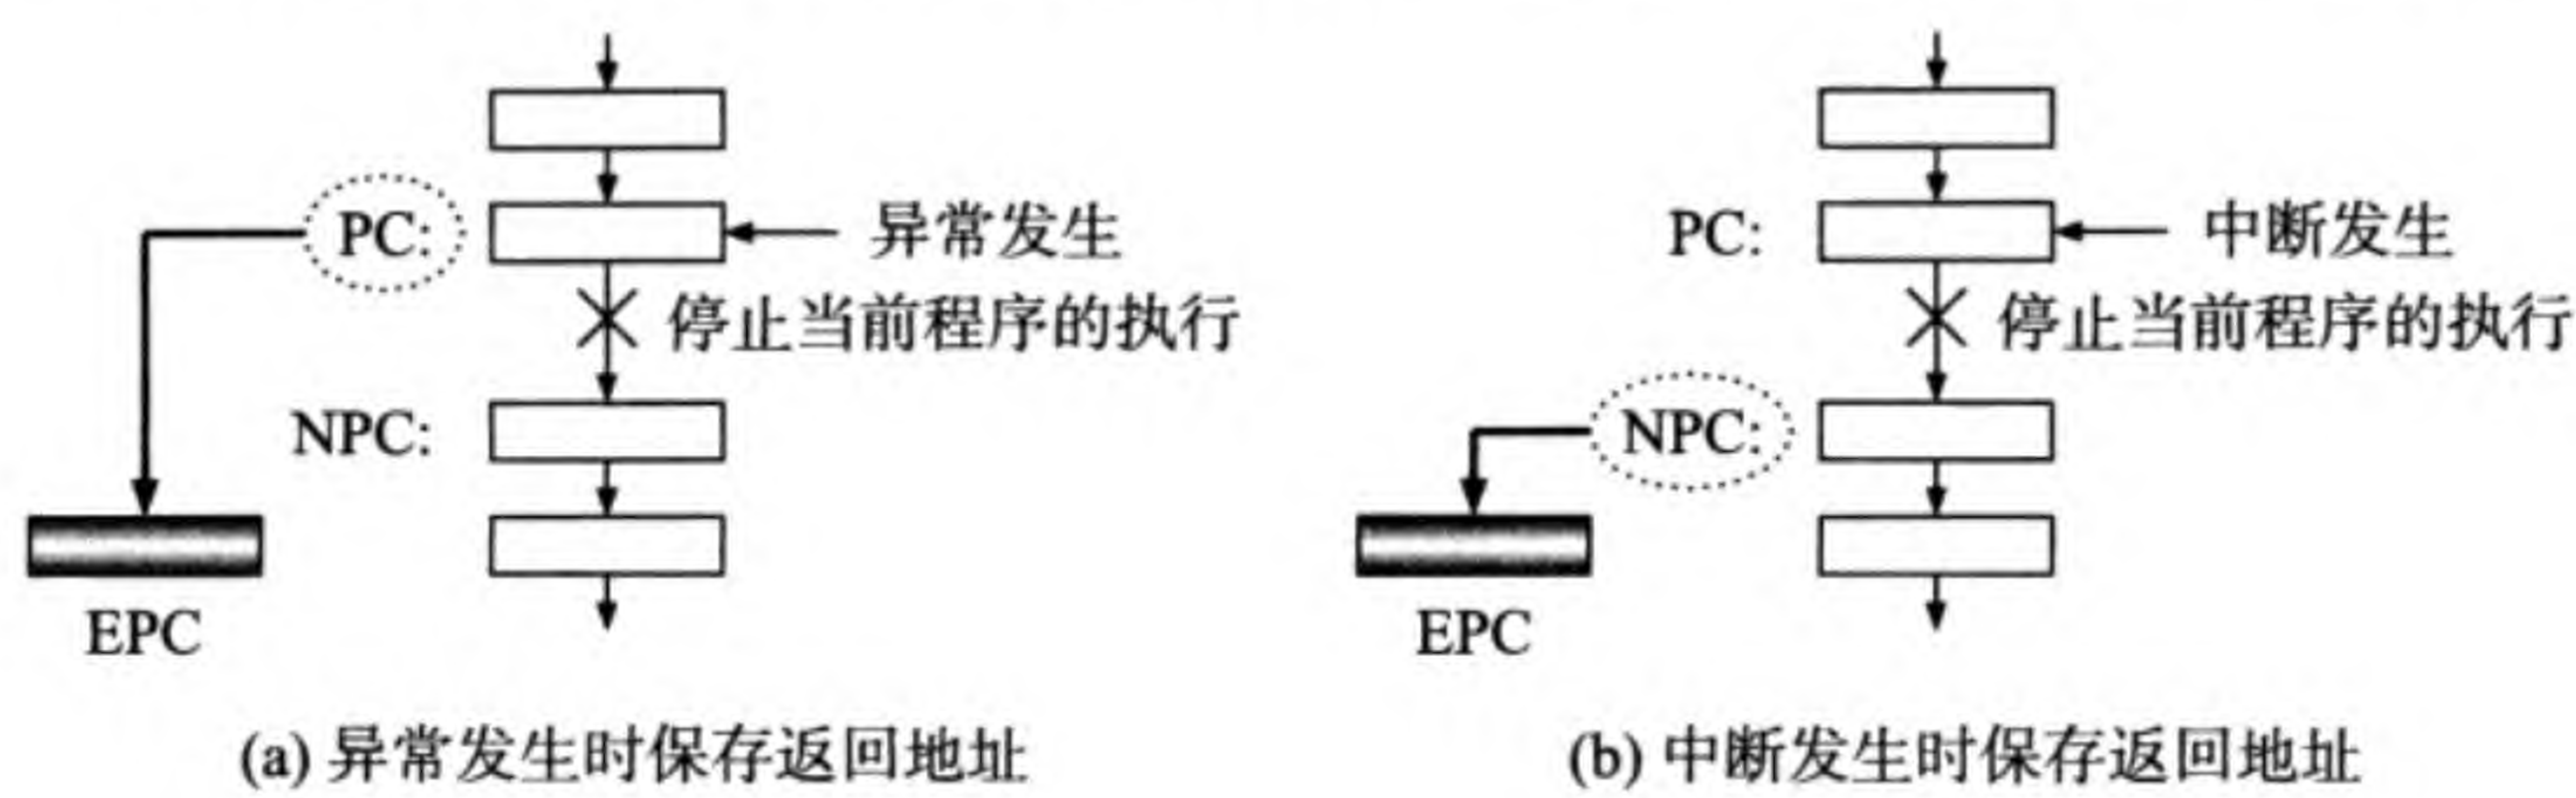 PC:
异常发生
停止当前程序的执行
NPC:
EPC
(a) 异常发生时保存返回地址
PC:
中断发生
停止当前程序的执行
NPC:
EPC
(b) 中断发生时保存返回地址